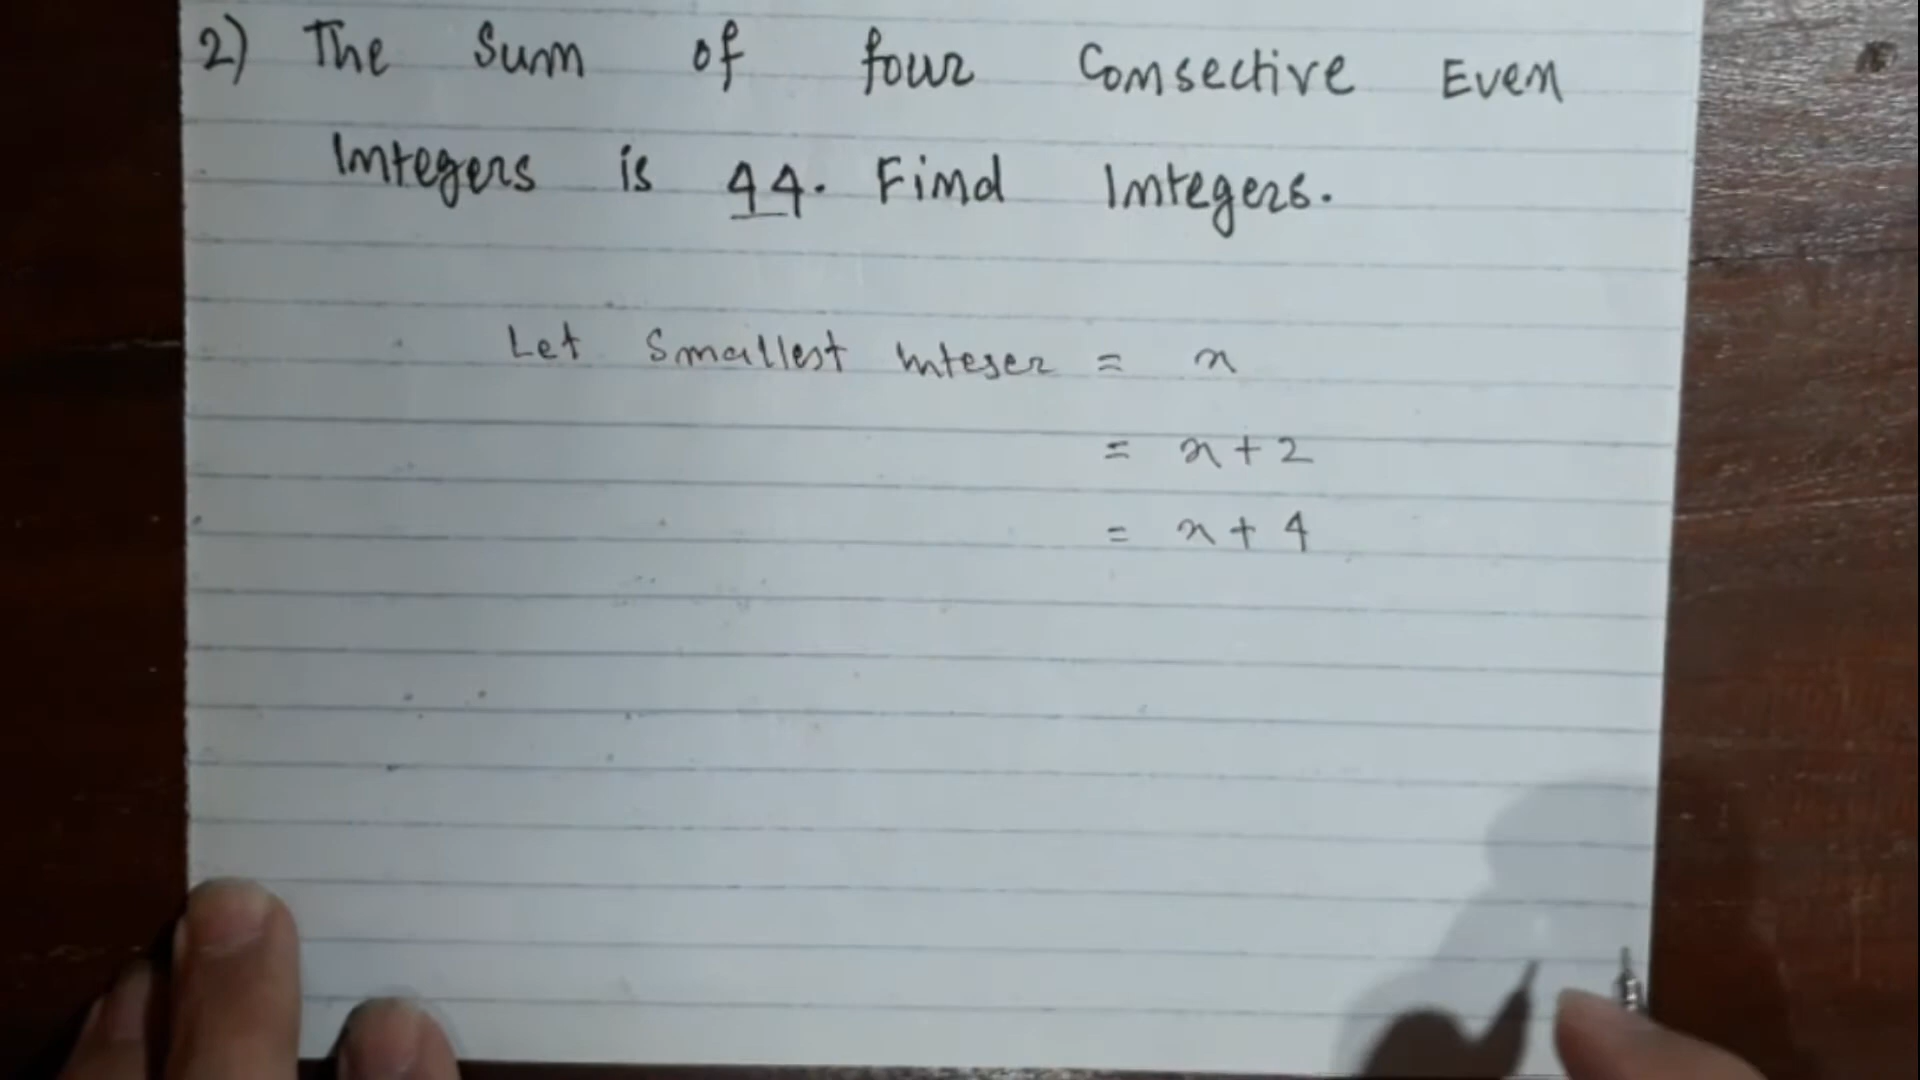 2) The Sum of four Consective Even
Integers is 44. Find Integers.
Let Smallest integer = x
= x + 2
= x + 4